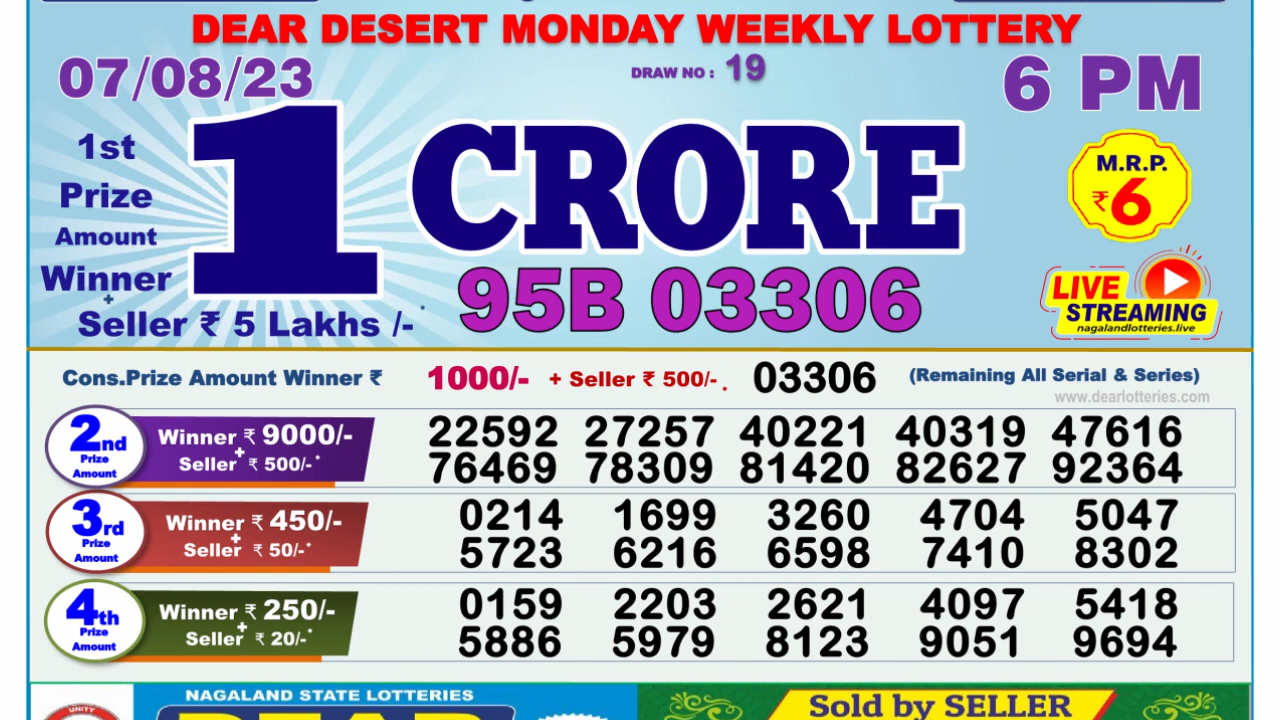 DEAR DESERT MONDAY WEEKLY LOTTERY
07/08/23
DRAW NO : 19
6 PM
1st
Prize
Amount
Winner
+
Seller ₹ 5 Lakhs /-
1 CRORE
95B 03306
M.R.P.
₹6
LIVE
STREAMING
nagalandlotteries.live
Cons.Prize Amount Winner ₹ 1000/- + Seller ₹ 500/- . 03306 (Remaining All Serial & Series)
www.dearlotteries.com
2nd
Prize
Amount
Winner ₹ 9000/-
+
Seller ₹ 500/-*
22592 27257 40221 40319 47616
76469 78309 81420 82627 92364
3rd
Prize
Amount
Winner ₹ 450/-
+
Seller ₹ 50/-*
0214 1699 3260 4704 5047
5723 6216 6598 7410 8302
4th
Prize
Amount
Winner ₹ 250/-
+
Seller ₹ 20/-*
0159 2203 2621 4097 5418
5886 5979 8123 9051 9694
UNITY
NAGALAND STATE LOTTERIES
DEAR
Sold by SELLER